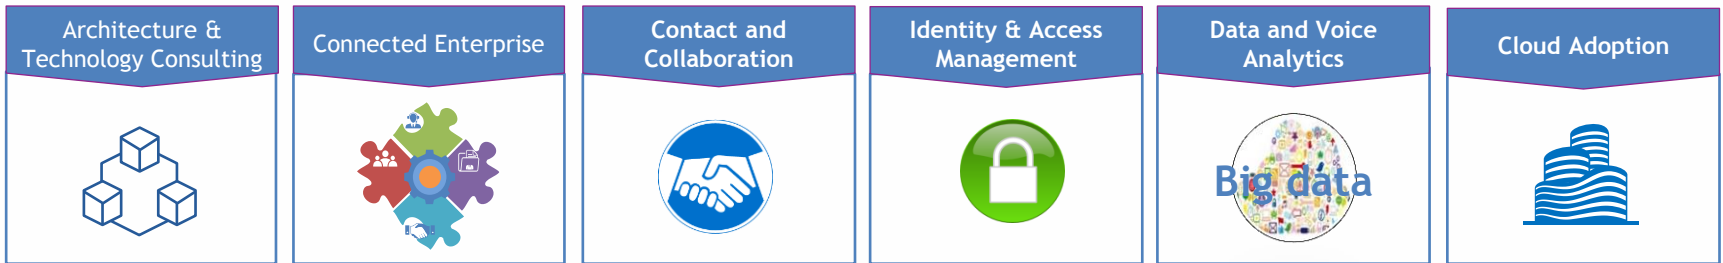 Architecture &
Technology Consulting
Connected Enterprise
Contact and
Collaboration
Identity & Access
Management
Data and Voice
Analytics
Big data
Cloud Adoption